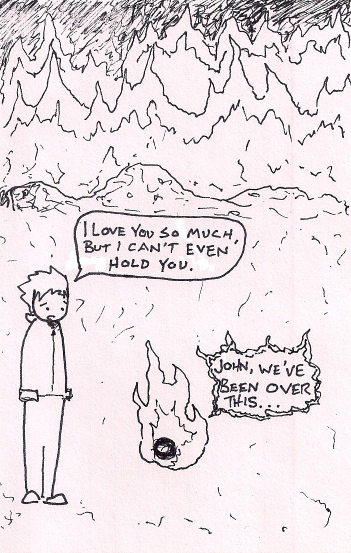 I LOVE YOU SO MUCH,
BUT I CAN'T EVEN
HOLD YOU.
JOHN, WE'VE
BEEN OVER
THIS...